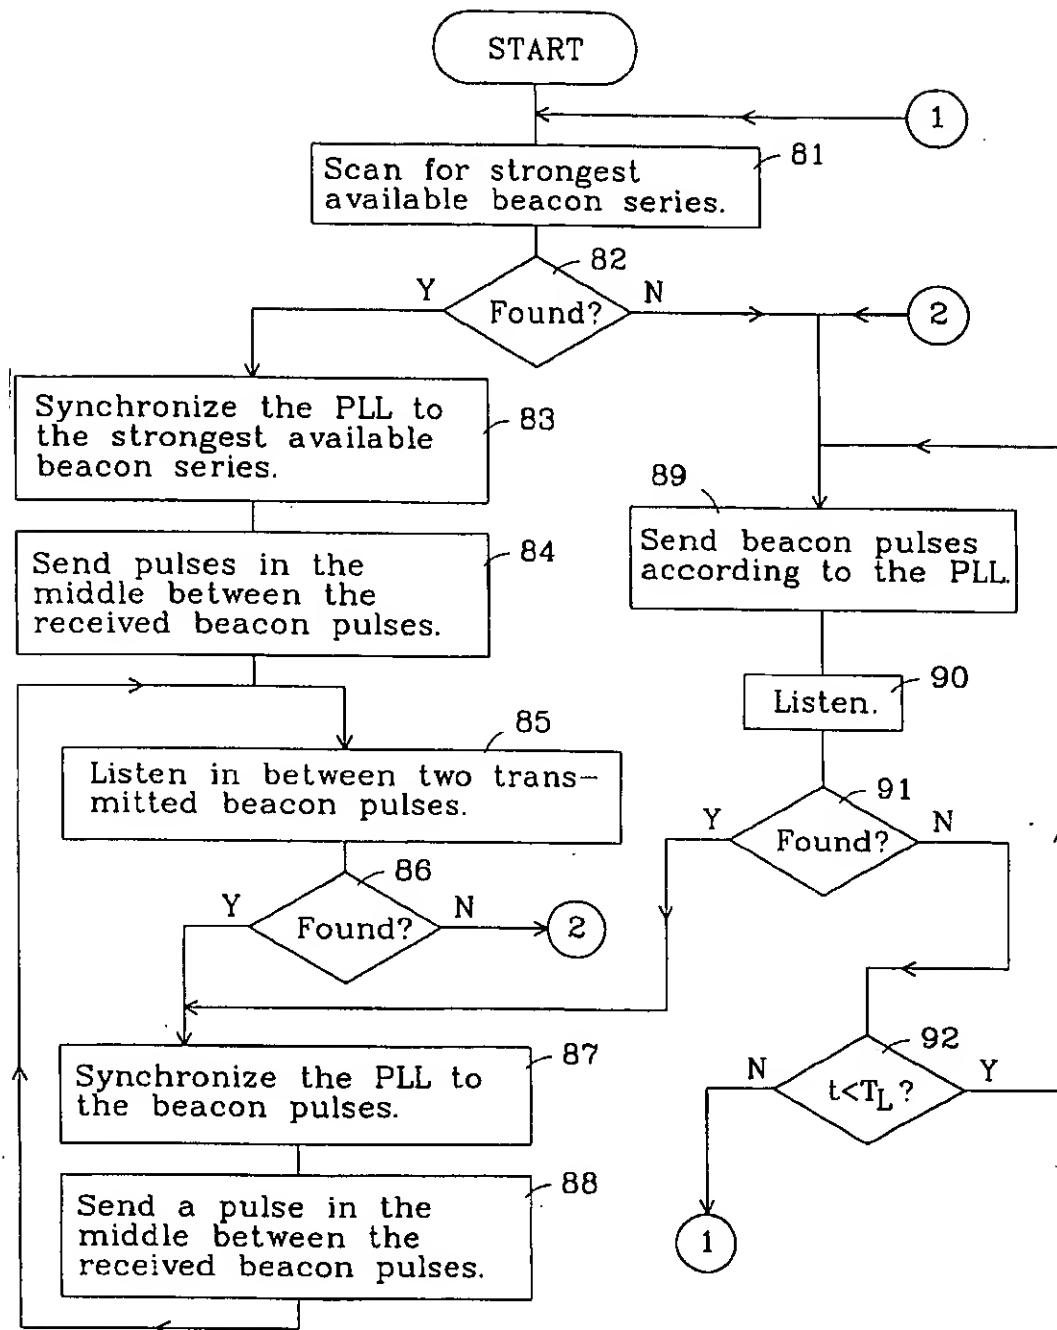 START
1
81
Scan for strongest
available beacon series.
82
Y
Found?
N
2
Synchronize the PLL to
the strongest available
beacon series.
83
84
Send pulses in the
middle between the
received beacon pulses.
89
Send beacon pulses
according to the PLL.
90
Listen.
85
Listen in between two trans-
mitted beacon pulses.
86
Y
Found?
N
2
91
Y
Found?
N
87
Synchronize the PLL to
the beacon pulses.
92
N
t<TL?
Y
88
Send a pulse in the
middle between the
received beacon pulses.
1